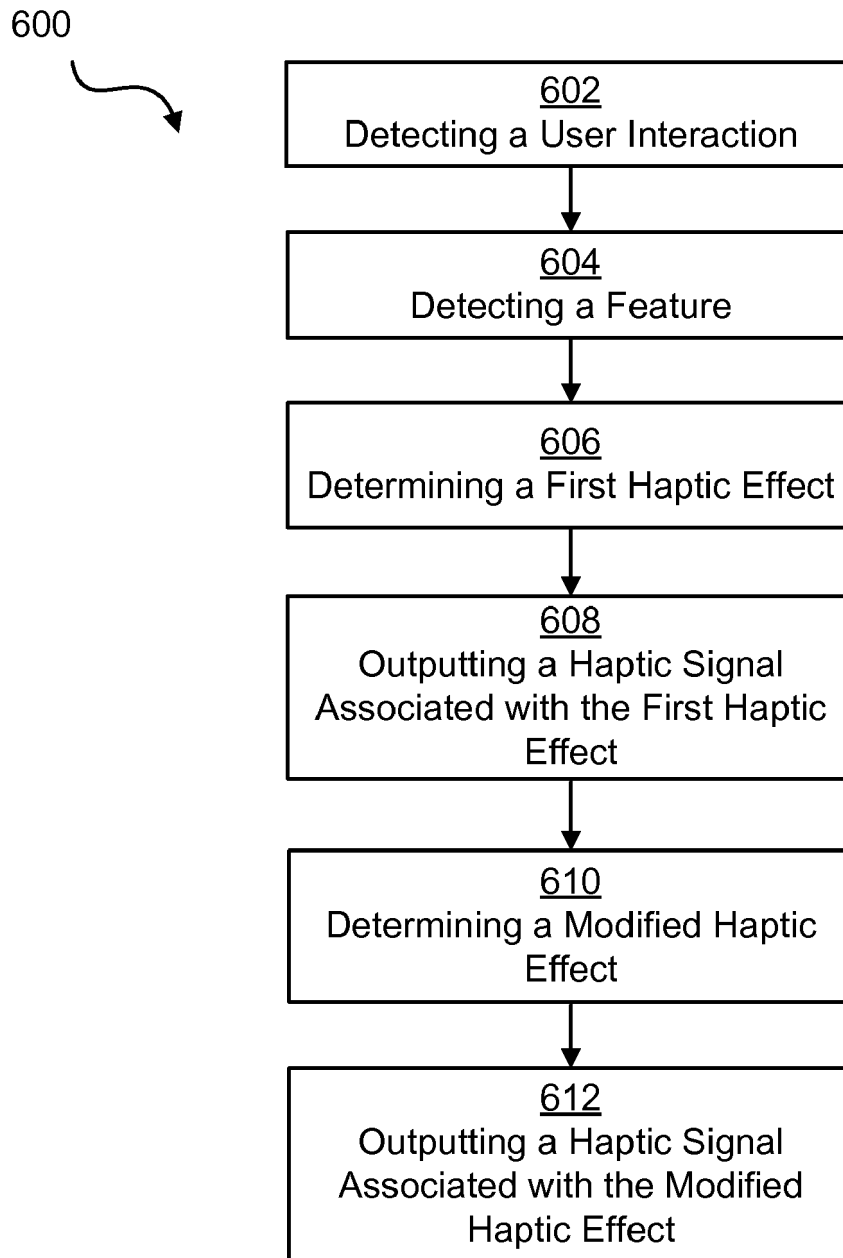 600
602
Detecting a User Interaction
604
Detecting a Feature
606
Determining a First Haptic Effect
608
Outputting a Haptic Signal
Associated with the First Haptic
Effect
610
Determining a Modified Haptic
Effect
612
Outputting a Haptic Signal
Associated with the Modified
Haptic Effect